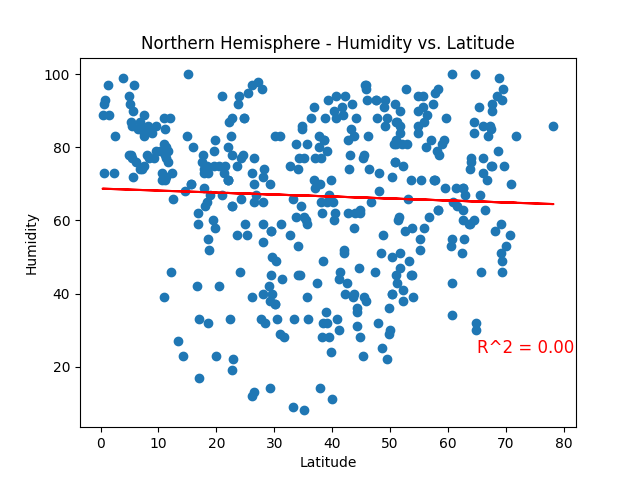 Northern Hemisphere - Humidity vs. Latitude
100
80
60
40
20
Humidity
R^2 = 0.00
0 10 20 30 40 50 60 70 80
Latitude